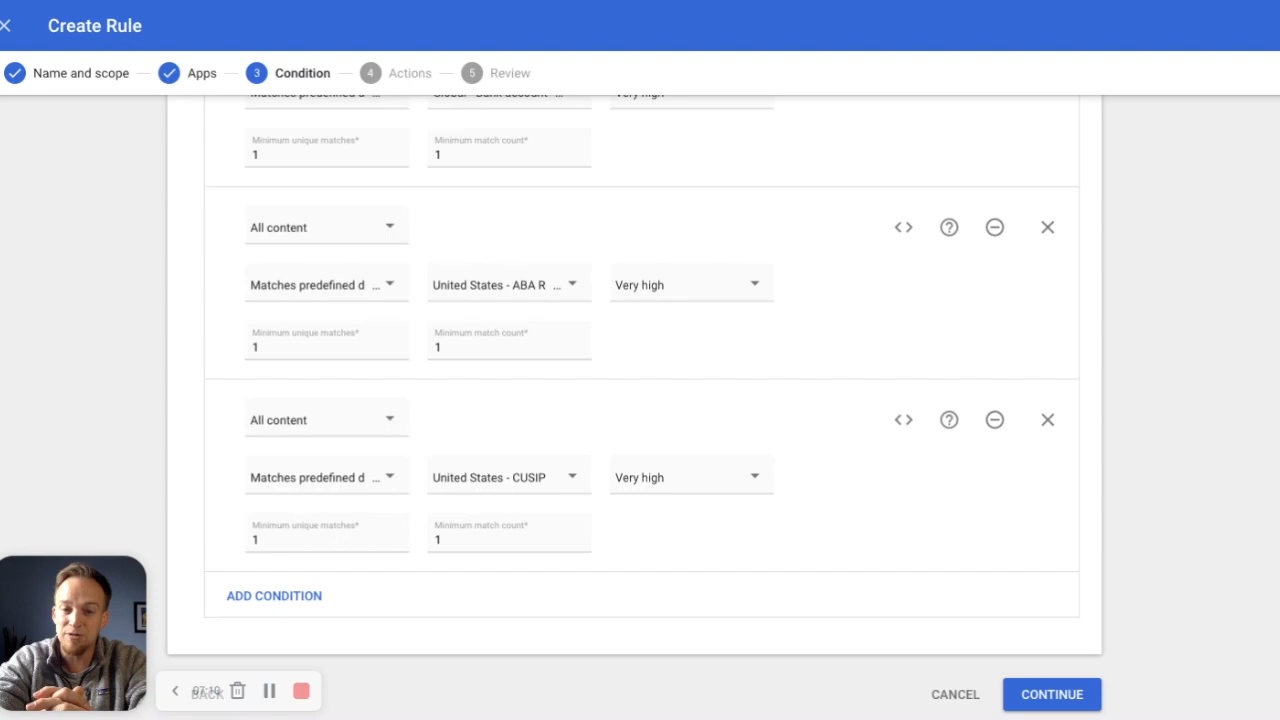 Create Rule
Name and scope Apps 3 Condition 4 Actions 5 Review
Matches predefined d ... Global - Bank account ... Very high
Minimum unique matches* Minimum match count*
1 1
All content
Matches predefined d ... United States - ABA R ... Very high
Minimum unique matches* Minimum match count*
1 1
All content
Matches predefined d ... United States - CUSIP Very high
Minimum unique matches* Minimum match count*
1 1
ADD CONDITION
07:10 BACK CANCEL CONTINUE